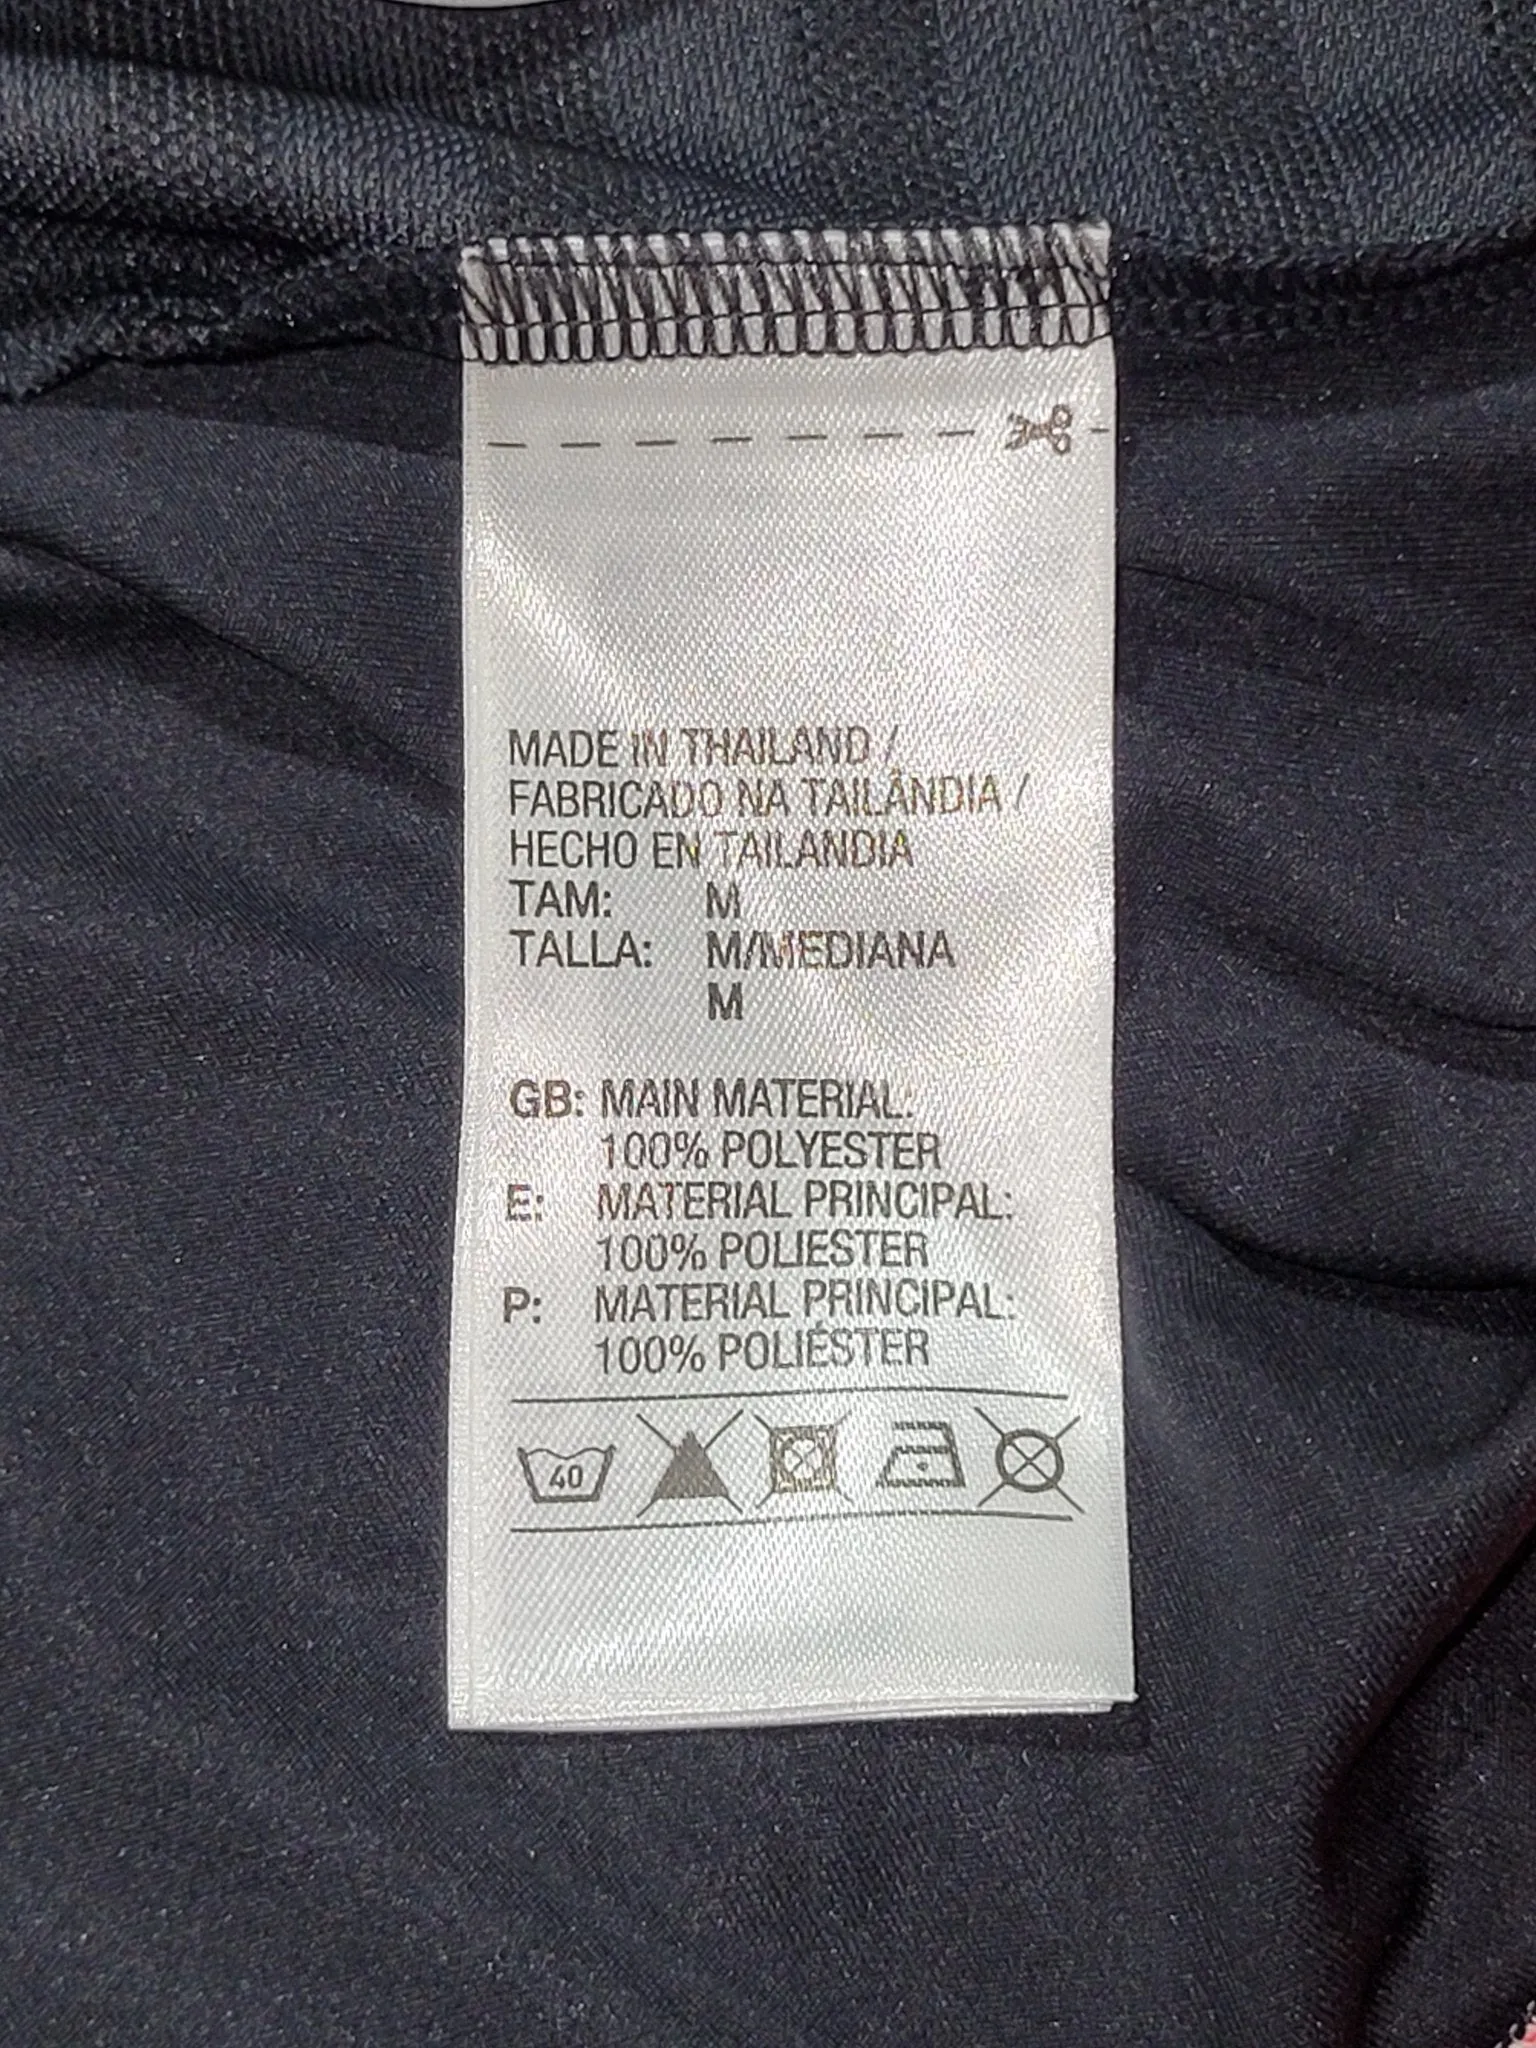 MADE IN THAILAND /
FABRICADO NA TAILÂNDIA /
HECHO EN TAILANDIA
TAM: M
TALLA: M/MEDIANA
M
GB: MAIN MATERIAL:
100% POLYESTER
E: MATERIAL PRINCIPAL:
100% POLIESTER
P: MATERIAL PRINCIPAL:
100% POLIÉSTER
40